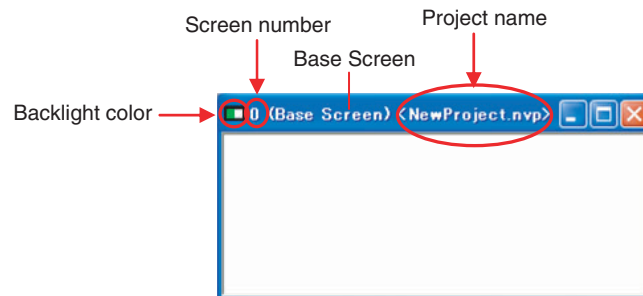 Screen number
Project name
Base Screen
Backlight color
0 (Base Screen) <NewProject.nvp>